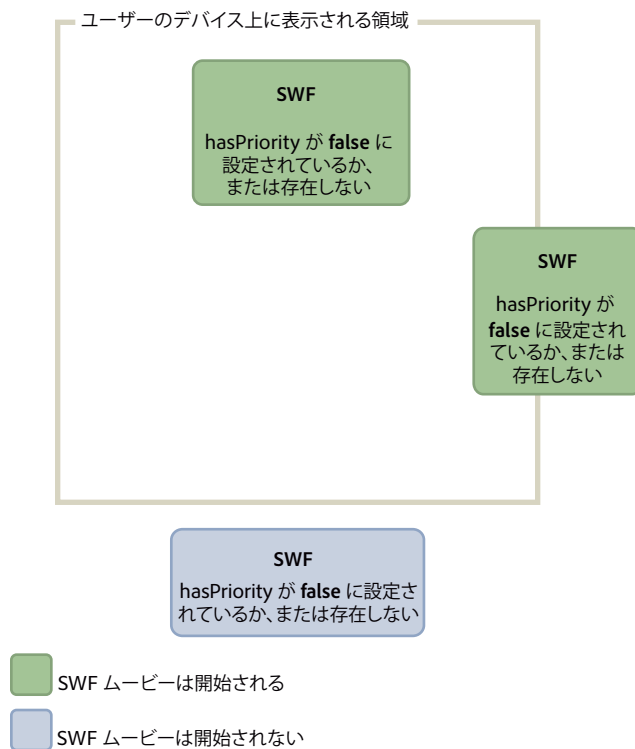 ユーザーのデバイス上に表示される領域
SWF
hasPriority が false に
設定されているか、
または存在しない
SWF
hasPriority が
false に設定され
ているか、または
存在しない
SWF
hasPriority が false に設定さ
れているか、または存在しない
SWF ムービーは開始される
SWF ムービーは開始されない